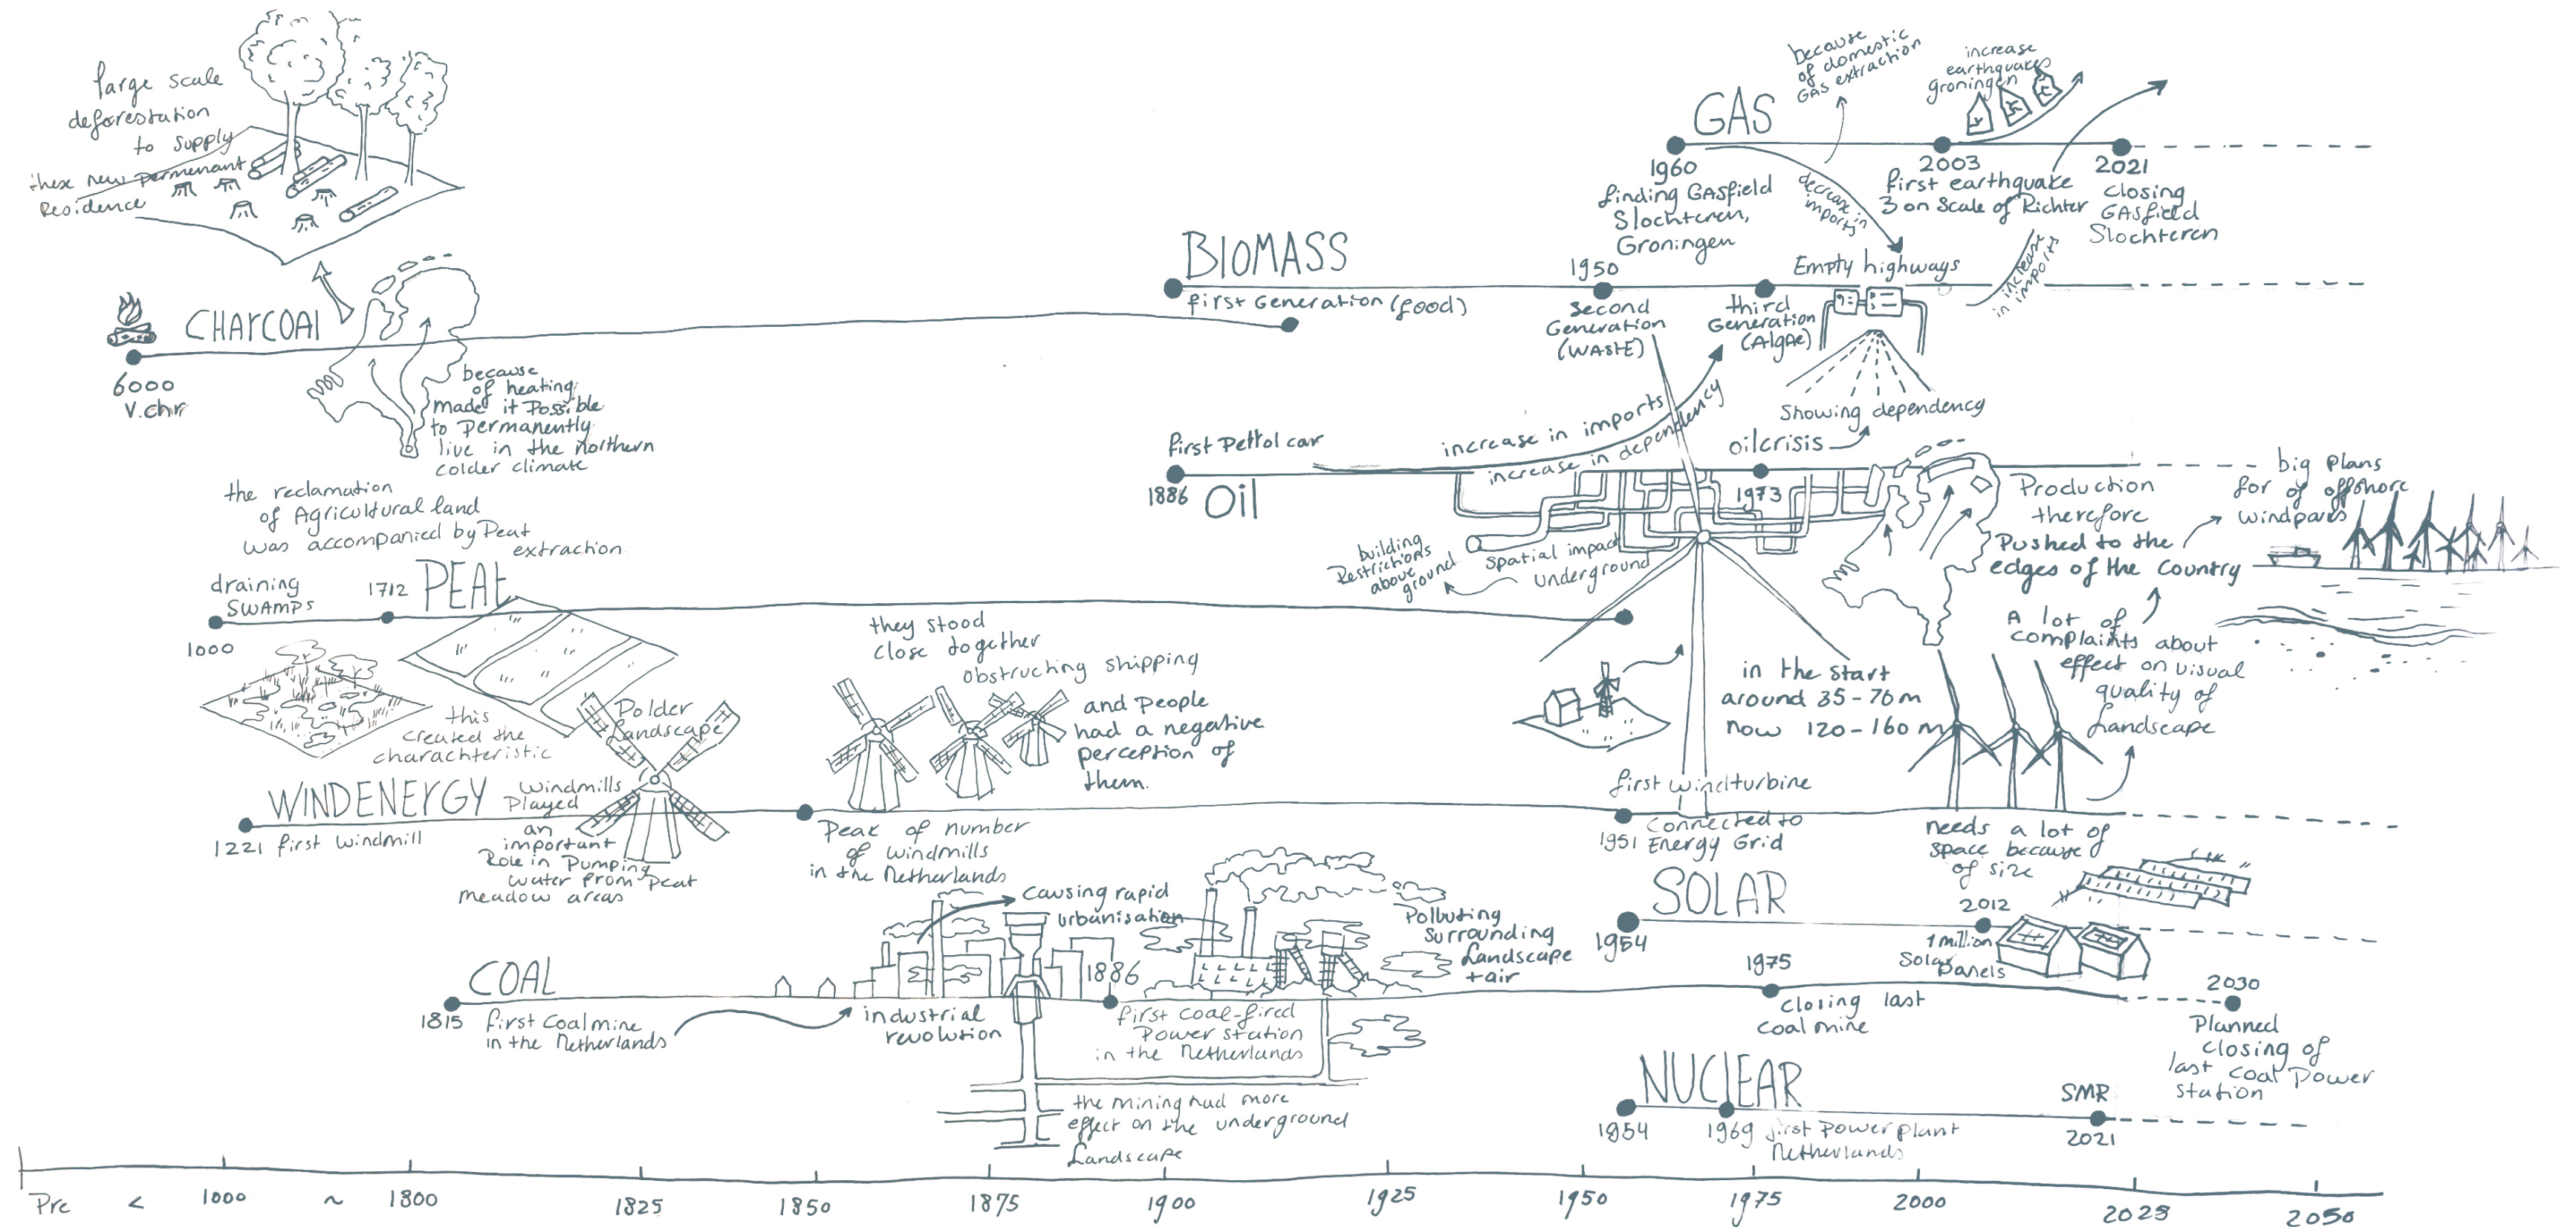 large scale
deforestation
to supply
these new permenant
Residence
CHARCOAl
6000
v.chr
because
of heating
made it Possible
to permanently
live in the northern
colder climate
BIOMASS
first Generation (food)
1950
second
Generation
(WASTE)
third
Generation
(Algae)
GAS
1960
finding GASfield
Slochteren,
Groningen
because
of domestic
GAS extraction
decrease in
imports
increase
earthquakes
groningen
2003
first earthquake
3 on Scale of Richter
2021
Closing
GASfield
Slochteren
increase
in imports
Empty highways
Showing dependency
oilcrisis
first Petrol car
1886
Oil
increase in imports
increase in dependency
1973
building
Restrictions
above
ground
spatial impact
underground
Production
therefore
Pushed to the
edges of the country
big plans
for of offshore
windparks
the reclamation
of Agricultural land
was accompanied by Peat
extraction
draining
SWAMPS
1000
1712
PEAt
this
created the
charachteristic
Polder
Landscape
WINDENErGY
1221 first windmill
windmills
Played
an
important
Role in Pumping
water from Peat
meadow areas
they stood
close together
obstructing shipping
and people
had a negative
perception of
them.
Peak of number
of windmills
in the Netherlands
in the start
around 35-76 m
now 120-160 m
first windturbine
1951 Connected to
Energy Grid
A lot of
complaints about
effect on visual
quality of
Landscape
needs a lot of
space because
of size
SOLAR
1954
2012
1 million
Solar
Panels
COAL
1815
first Coalmine
in the Netherlands
industrial
revolution
causing rapid
urbanisation
1886
first coal-fired
Power station
in the Netherlands
Polluting
surrounding
Landscape
+air
the mining had more
effect on the underground
Landscape
1975
Closing last
coal mine
2030
Planned
closing of
last coal Power
station
NUClEAR
1954
1969 first power plant
Netherlands
SMR
2021
Pre < 1000 ~ 1800 1825 1850 1875 1900 1925 1950 1975 2000 2025 2050